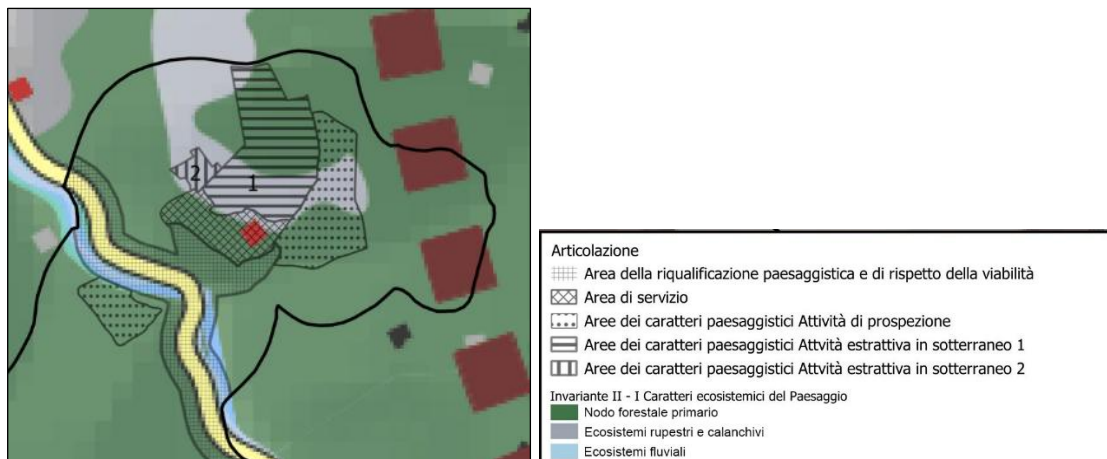 2
1
Articolazione
Area della riqualificazione paesaggistica e di rispetto della viabilità
Area di servizio
Aree dei caratteri paesaggistici Attività di prospezione
Aree dei caratteri paesaggistici Attvità estrattiva in sotterraneo 1
Aree dei caratteri paesaggistici Attvità estrattiva in sotterraneo 2
Invariante II - I Caratteri ecosistemici del Paesaggio
Nodo forestale primario
Ecosistemi rupestri e calanchivi
Ecosistemi fluviali